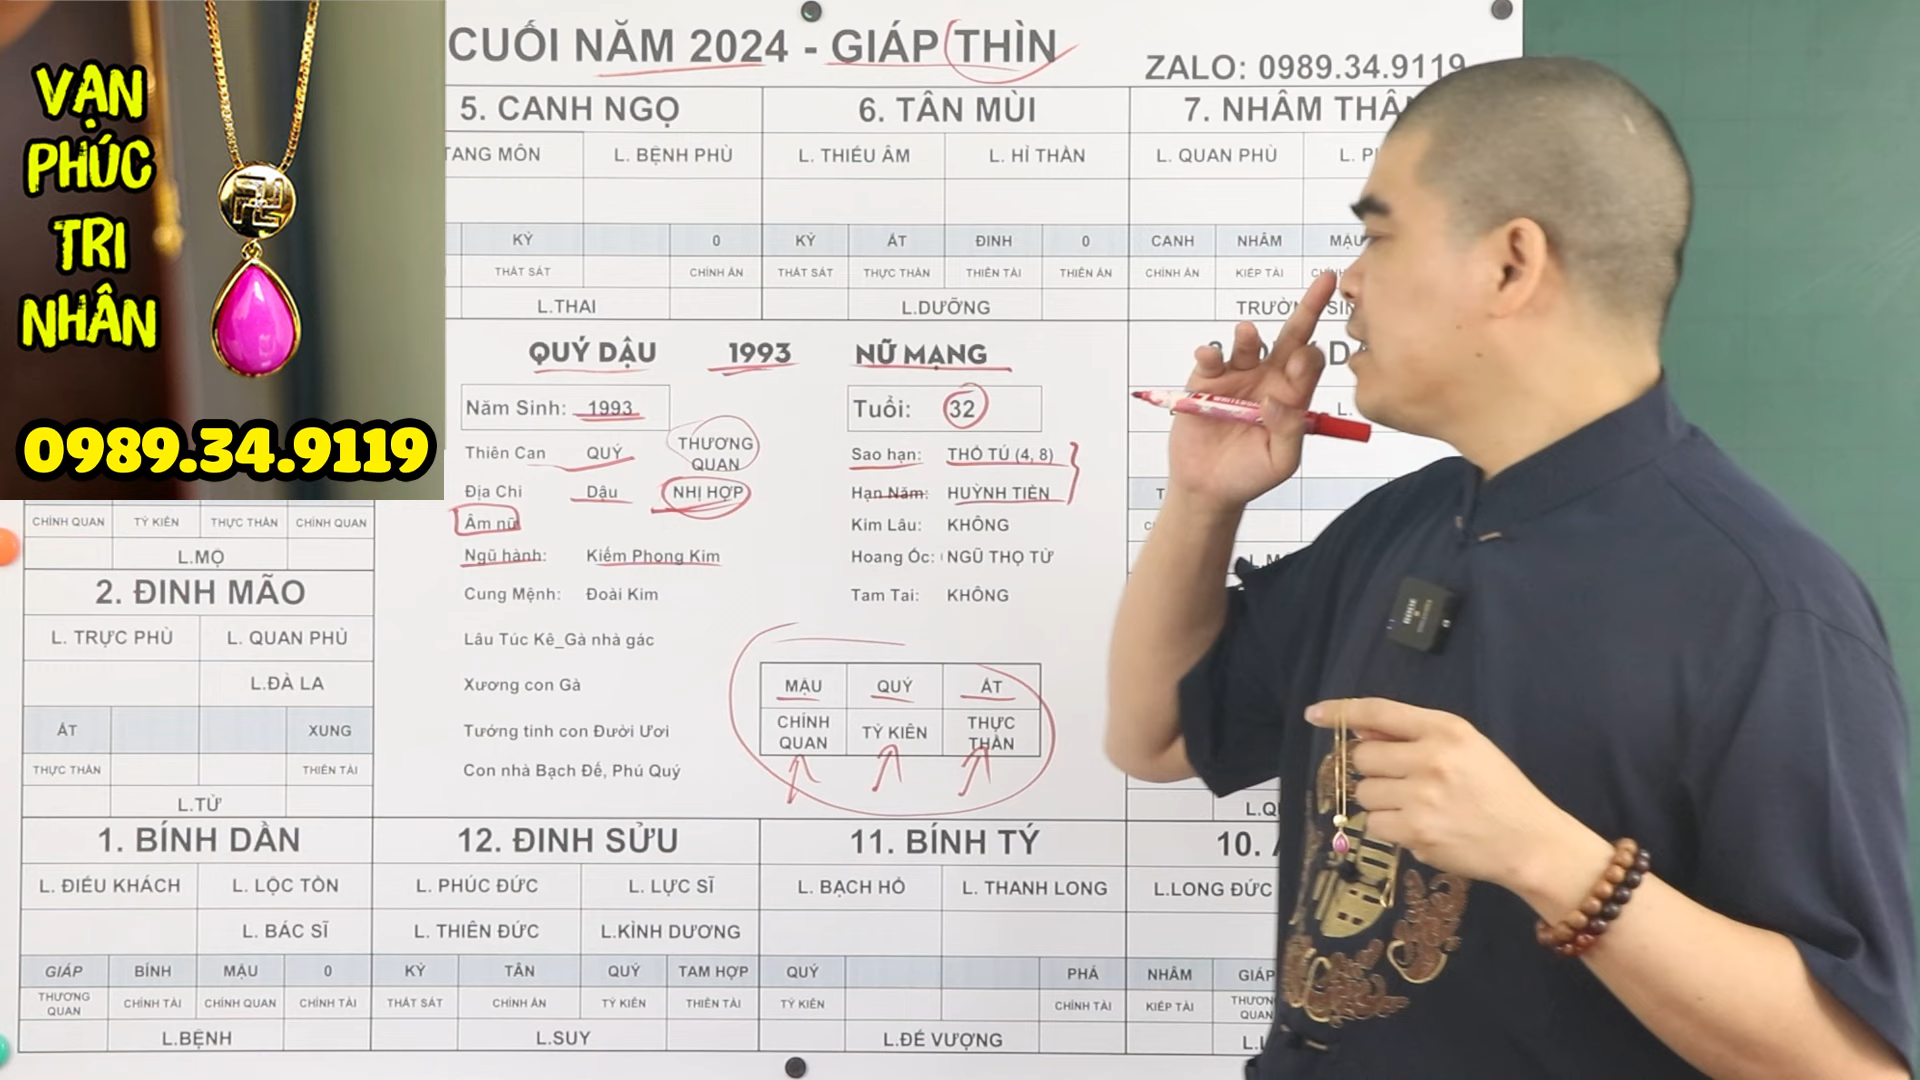 VẠN
PHÚC
TRI
NHÂN
0989.34.9119
CUỐI NĂM 2024 - GIÁP THÌN
ZALO: 0989.34.9119
5. CANH NGỌ
6. TÂN MÙI
TANG MÔN
L. BỆNH PHÙ
L. THIẾU ÂM
L. HỈ THẦN
L. QUAN PHÙ
KỶ
0
KỶ
ẤT
ĐINH
0
CANH
NHÂM
MẬU
THẤT SÁT
CHÍNH ẤN
THẤT SÁT
THỰC THẦN
THIÊN TÀI
THIÊN ẤN
CHÍNH ẤN
KIẾP TÀI
L.THAI
L.DƯỠNG
QUÝ DẬU 1993 NỮ MẠNG
Năm Sinh: 1993
Tuổi: 32
Thiên Can QUÝ THƯƠNG QUAN
Sao hạn: THỔ TÚ (4, 8)
Địa Chi Dậu NHỊ HỢP
Hạn Năm: HUỲNH TIỀN
Âm nữ
Kim Lâu: KHÔNG
Ngũ hành: Kiếm Phong Kim
Hoang Ốc: NGŨ THỌ TỬ
Cung Mệnh: Đoài Kim
Tam Tai: KHÔNG
Lâu Túc Kê_Gà nhà gác
Xương con Gà
Tướng tinh con Đười Ươi
Con nhà Bạch Đế, Phú Quý
MẬU
QUÝ
ẤT
CHÍNH QUAN
TỶ KIÊN
THỰC THẦN
CHÍNH QUAN
TỶ KIÊN
THỰC THẦN
CHÍNH QUAN
L.MỘ
2. ĐINH MÃO
L. TRỰC PHÙ
L. QUAN PHÙ
L.ĐÀ LA
ẤT
XUNG
THỰC THẦN
THIÊN TÀI
L.TỬ
1. BÍNH DẦN
12. ĐINH SỬU
11. BÍNH TÝ
10.
L. ĐIẾU KHÁCH
L. LỘC TỒN
L. PHÚC ĐỨC
L. LỰC SĨ
L. BẠCH HỔ
L. THANH LONG
L.LONG ĐỨC
L. BÁC SĨ
L. THIÊN ĐỨC
L.KÌNH DƯƠNG
GIÁP
BÍNH
MẬU
0
KỶ
TÂN
QUÝ
TAM HỢP
QUÝ
PHÁ
NHÂM
GIÁP
THƯƠNG QUAN
CHÍNH TÀI
CHÍNH QUAN
CHÍNH TÀI
THẤT SÁT
CHÍNH ẤN
TỶ KIÊN
THIÊN TÀI
TỶ KIÊN
CHÍNH TÀI
KIẾP TÀI
L.BỆNH
L.SUY
L.ĐẾ VƯỢNG